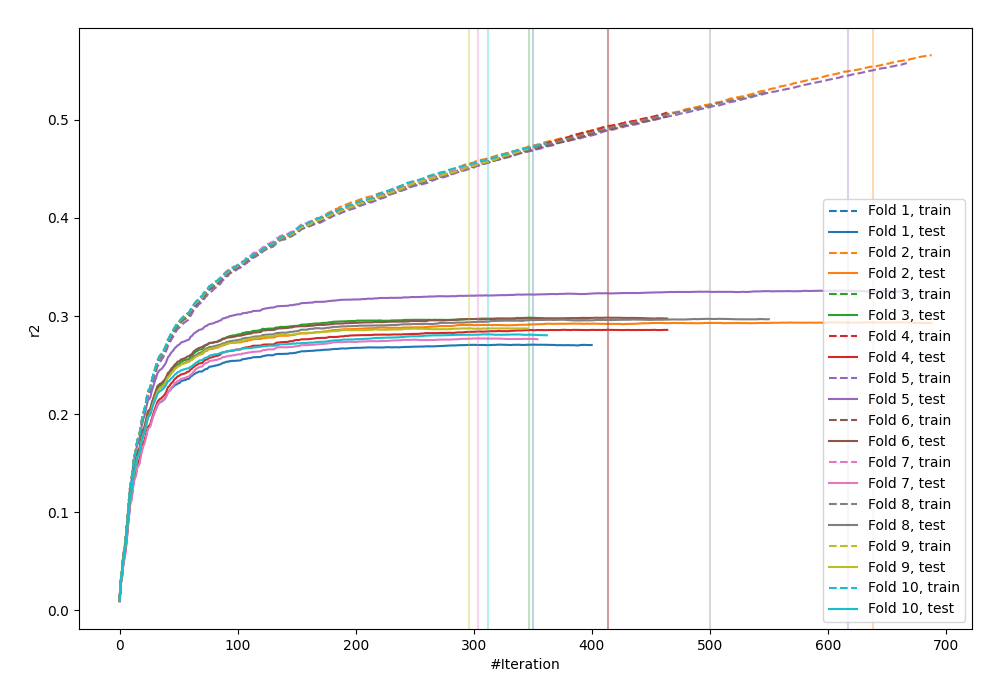 0.5
0.4
0.3
0.2
0.1
0.0
r2
0
100
200
300
400
500
600
700
#Iteration
Fold 1, train
Fold 1, test
Fold 2, train
Fold 2, test
Fold 3, train
Fold 3, test
Fold 4, train
Fold 4, test
Fold 5, train
Fold 5, test
Fold 6, train
Fold 6, test
Fold 7, train
Fold 7, test
Fold 8, train
Fold 8, test
Fold 9, train
Fold 9, test
Fold 10, train
Fold 10, test